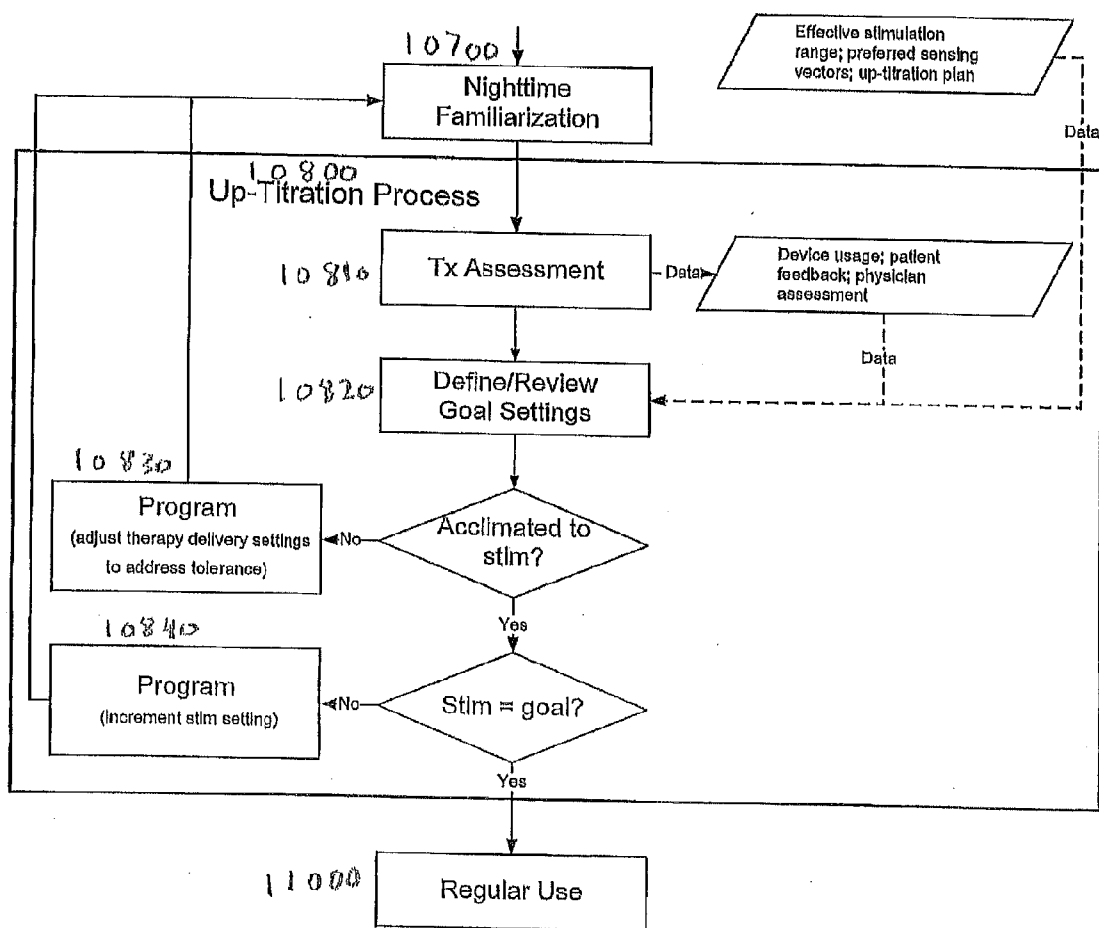 10700
Nighttime
Familiarization
Effective stimulation
range; preferred sensing
vectors; up-titration plan
Data
10800
Up-Titration Process
10810
Tx Assessment
Data
Device usage; patient
feedback; physician
assessment
Data
10820
Define/Review
Goal Settings
10830
Program
(adjust therapy delivery settings
to address tolerance)
No
Acclimated to
stim?
Yes
10840
Program
(increment stim setting)
No
Stim = goal?
Yes
11000
Regular Use